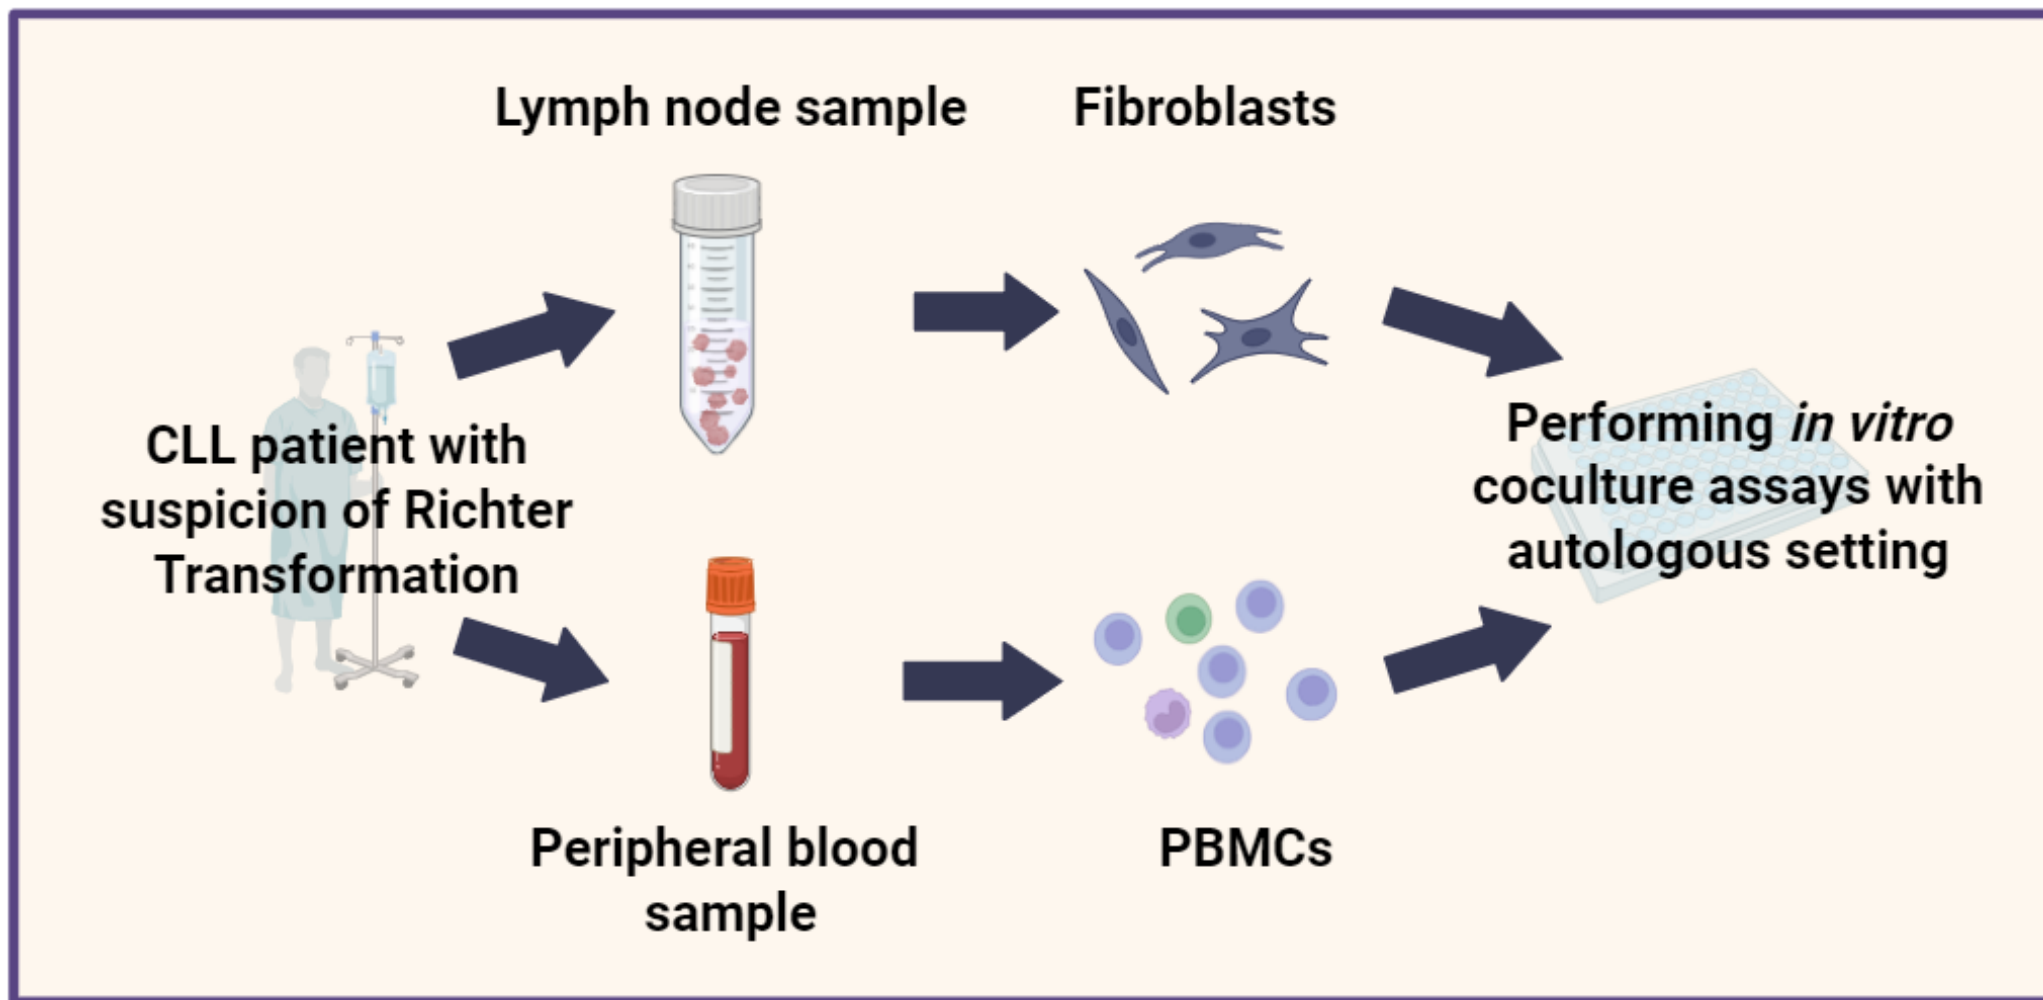 Lymph node sample
Fibroblasts
CLL patient with
suspicion of Richter
Transformation
Performing in vitro
coculture assays with
autologous setting
Peripheral blood
sample
PBMCs